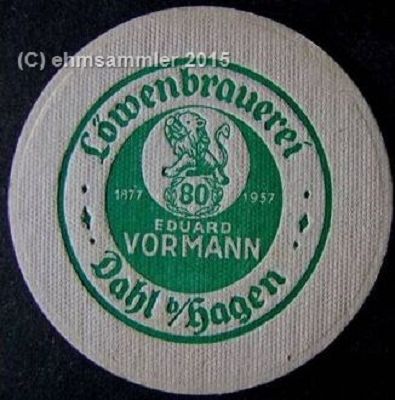 (C) ehmsammler 2015
Löwenbrauerei
80
1877 1957
EDUARD
VORMANN
Dahl b/Hagen